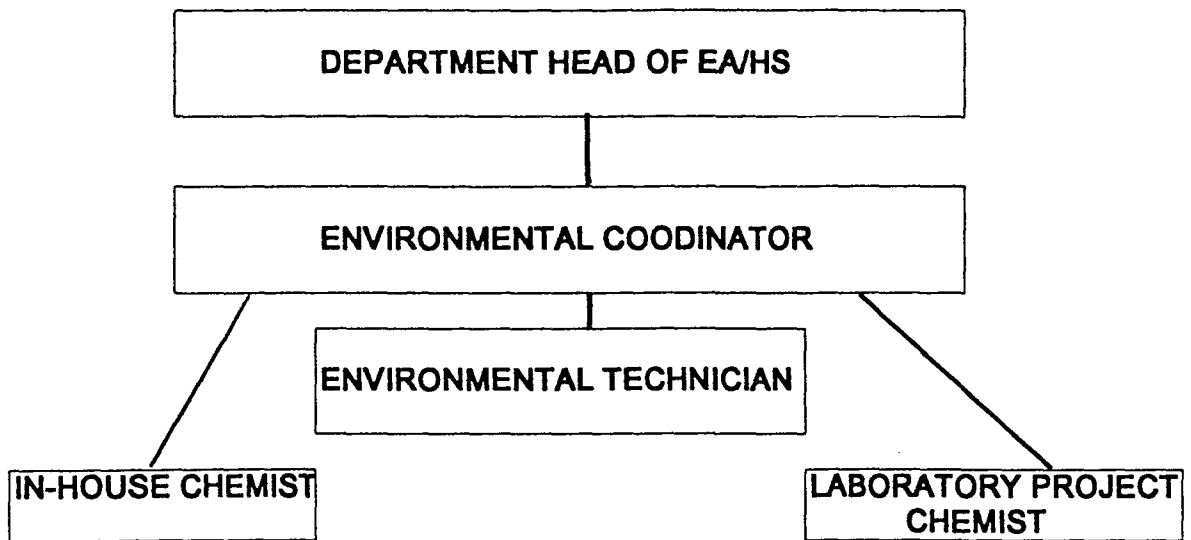 DEPARTMENT HEAD OF EA/HS
ENVIRONMENTAL COODINATOR
ENVIRONMENTAL TECHNICIAN
IN-HOUSE CHEMIST
LABORATORY PROJECT
CHEMIST